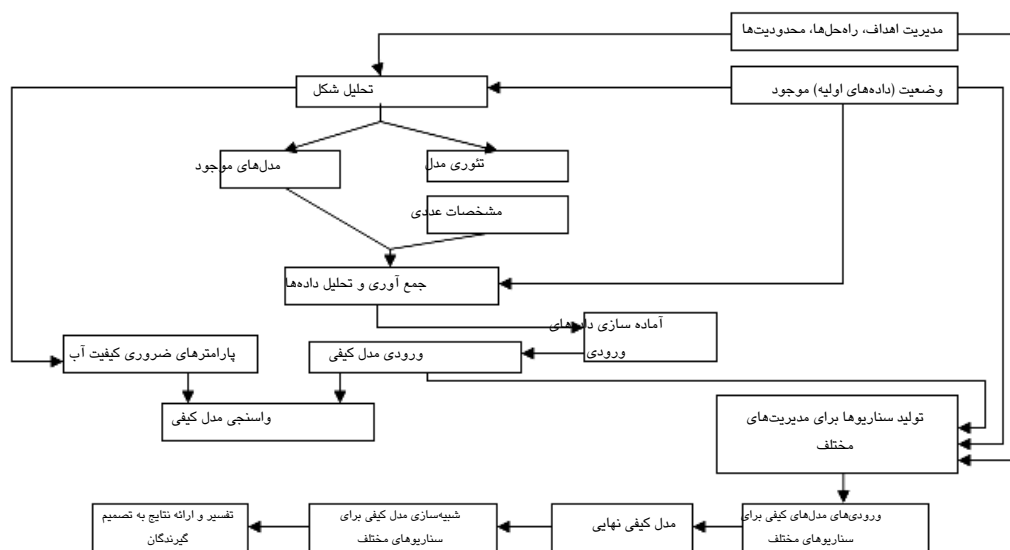 مدیریت اهداف، راه‌حل‌ها، محدودیت‌ها
وضعیت (داده‌های اولیه) موجود
تحلیل شکل
تئوری مدل
مدل‌های موجود
مشخصات عددی
جمع آوری و تحلیل داده‌ها
آماده سازی داده‌های
ورودی
ورودی مدل کیفی
پارامترهای ضروری کیفیت آب
واسنجی مدل کیفی
تولید سناریوها برای مدیریت‌های
مختلف
ورودی‌های مدل‌های کیفی برای
سناریوهای مختلف
مدل کیفی نهایی
شبیه‌سازی مدل کیفی برای
سناریوهای مختلف
تفسیر و ارائه نتایج به تصمیم
گیرندگان